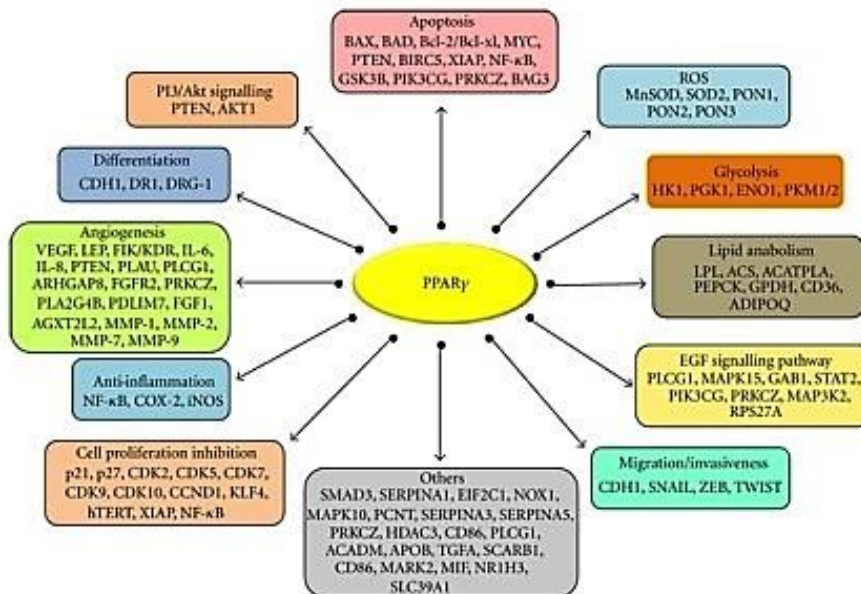 Apoptosis
BAX, BAD, Bcl-2/Bcl-xl, MYC,
PTEN, BIRC5, XIAP, NF-κB,
GSK3B, PIK3CG, PRKCZ, BAG3
PI3/Akt signalling
PTEN, AKT1
ROS
MnSOD, SOD2, PON1,
PON2, PON3
Differentiation
CDH1, DR1, DRG-1
Glycolysis
HK1, PGK1, ENO1, PKM1/2
Angiogenesis
VEGF, LEP, FIK/KDR, IL-6,
IL-8, PTEN, PLAU, PLCG1,
ARHGAP8, FGFR2, PRKCZ,
PLA2G4B, PDLIM7, FGF1,
AGXT2L2, MMP-1, MMP-2,
MMP-7, MMP-9
PPARγ
Lipid anabolism
LPL, ACS, ACATPLA,
PEPCK, GPDH, CD36,
ADIPOQ
Anti-inflammation
NF-κB, COX-2, iNOS
EGF signalling pathway
PLCG1, MAPK15, GAB1, STAT2,
PIK3CG, PRKCZ, MAP3K2,
RPS27A
Cell proliferation inhibition
p21, p27, CDK2, CDK5, CDK7,
CDK9, CDK10, CCND1, KLF4,
hTERT, XIAP, NF-κB
Others
SMAD3, SERPINA1, EIF2C1, NOX1,
MAPK10, PCNT, SERPINA3, SERPINA5,
PRKCZ, HDAC3, CD86, PLCG1,
ACADM, APOB, TGFA, SCARB1,
CD86, MARK2, MIF, NR1H3,
SLC39A1
Migration/invasiveness
CDH1, SNAIL, ZEB, TWIST